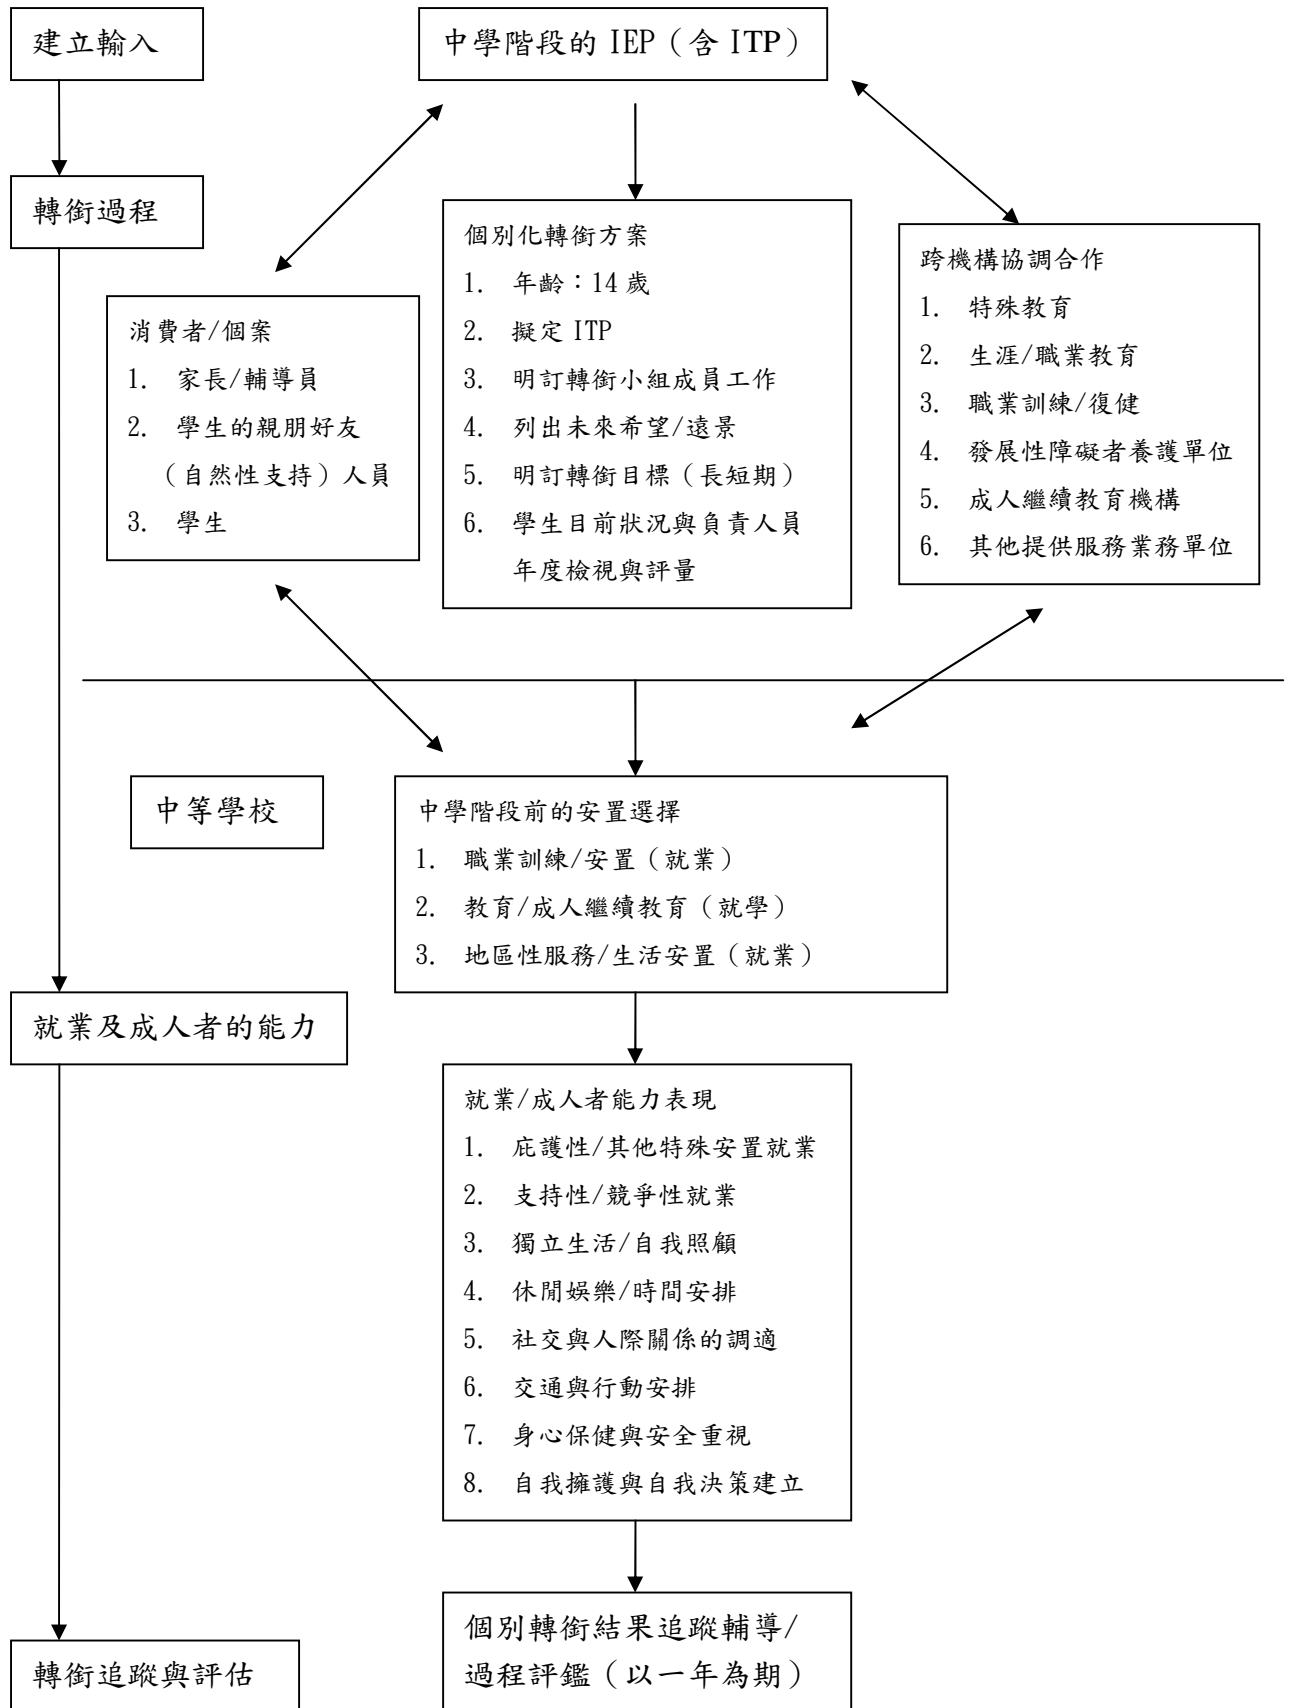 建立輸入
中學階段的 IEP（含 ITP）
轉銜過程
消費者/個案
1. 家長/輔導員
2. 學生的親朋好友
（自然性支持）人員
3. 學生
個別化轉銜方案
1. 年齡：14 歲
2. 擬定 ITP
3. 明訂轉銜小組成員工作
4. 列出未來希望/遠景
5. 明訂轉銜目標（長短期）
6. 學生目前狀況與負責人員
年度檢視與評量
跨機構協調合作
1. 特殊教育
2. 生涯/職業教育
3. 職業訓練/復健
4. 發展性障礙者養護單位
5. 成人繼續教育機構
6. 其他提供服務業務單位
中等學校
中學階段前的安置選擇
1. 職業訓練/安置（就業）
2. 教育/成人繼續教育（就學）
3. 地區性服務/生活安置（就業）
就業及成人者的能力
就業/成人者能力表現
1. 庇護性/其他特殊安置就業
2. 支持性/競爭性就業
3. 獨立生活/自我照顧
4. 休閒娛樂/時間安排
5. 社交與人際關係的調適
6. 交通與行動安排
7. 身心保健與安全重視
8. 自我擁護與自我決策建立
轉銜追蹤與評估
個別轉銜結果追蹤輔導/
過程評鑑（以一年為期）